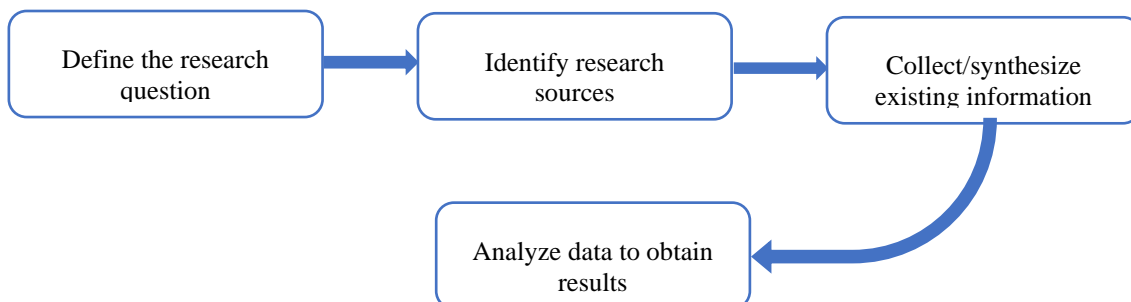 Define the research
question
Identify research
sources
Collect/synthesize
existing information
Analyze data to obtain
results